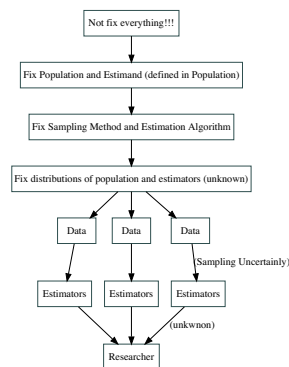 Not fix everything!!!
Fix Population and Estimand (defined in Population)
Fix Sampling Method and Estimation Algorithm
Fix distributions of population and estimators (unknown)
Data Data Data
(Sampling Uncertainly)
Estimators Estimators Estimators
(unkwnon)
Researcher